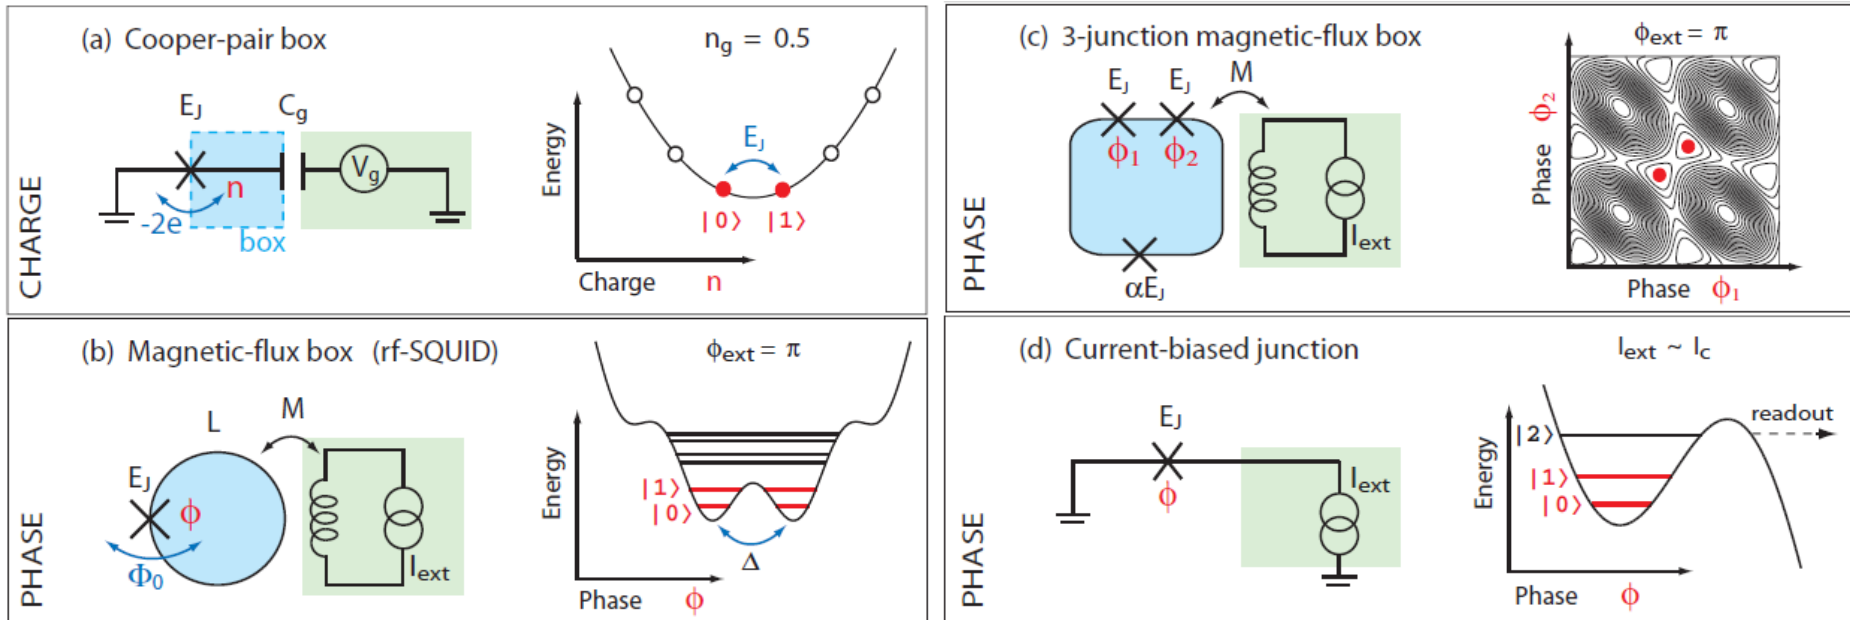 CHARGE
(a) Cooper-pair box
n_g = 0.5
E_J
C_g
V_g
n
-2e
box
Energy
E_J
|0⟩ |1⟩
Charge n
PHASE
(b) Magnetic-flux box (rf-SQUID)
ϕ_ext = π
L
M
E_J
ϕ
Φ_0
I_ext
Energy
|1⟩
|0⟩
Δ
Phase ϕ
PHASE
(c) 3-junction magnetic-flux box
ϕ_ext = π
E_J E_J M
ϕ_1 ϕ_2
I_ext
αE_J
Phase ϕ_2
Phase ϕ_1
PHASE
(d) Current-biased junction
I_ext ~ I_c
E_J
ϕ
I_ext
Energy
readout
|2⟩
|1⟩
|0⟩
Phase ϕ